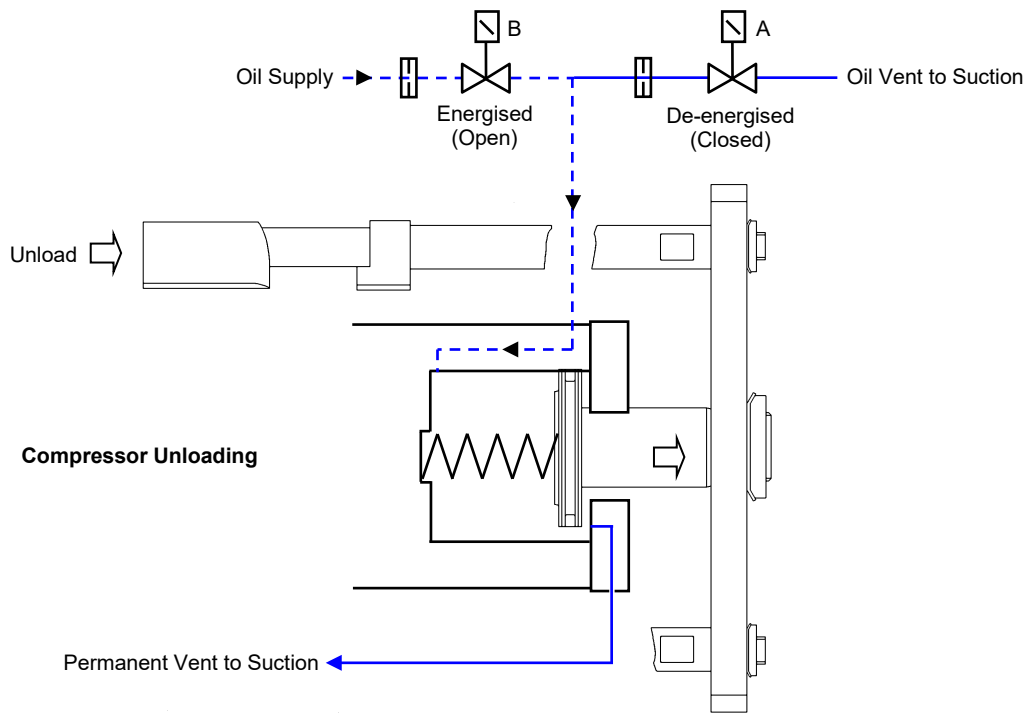 B
A
Oil Supply
Oil Vent to Suction
Energised
(Open)
De-energised
(Closed)
Unload
Compressor Unloading
Permanent Vent to Suction